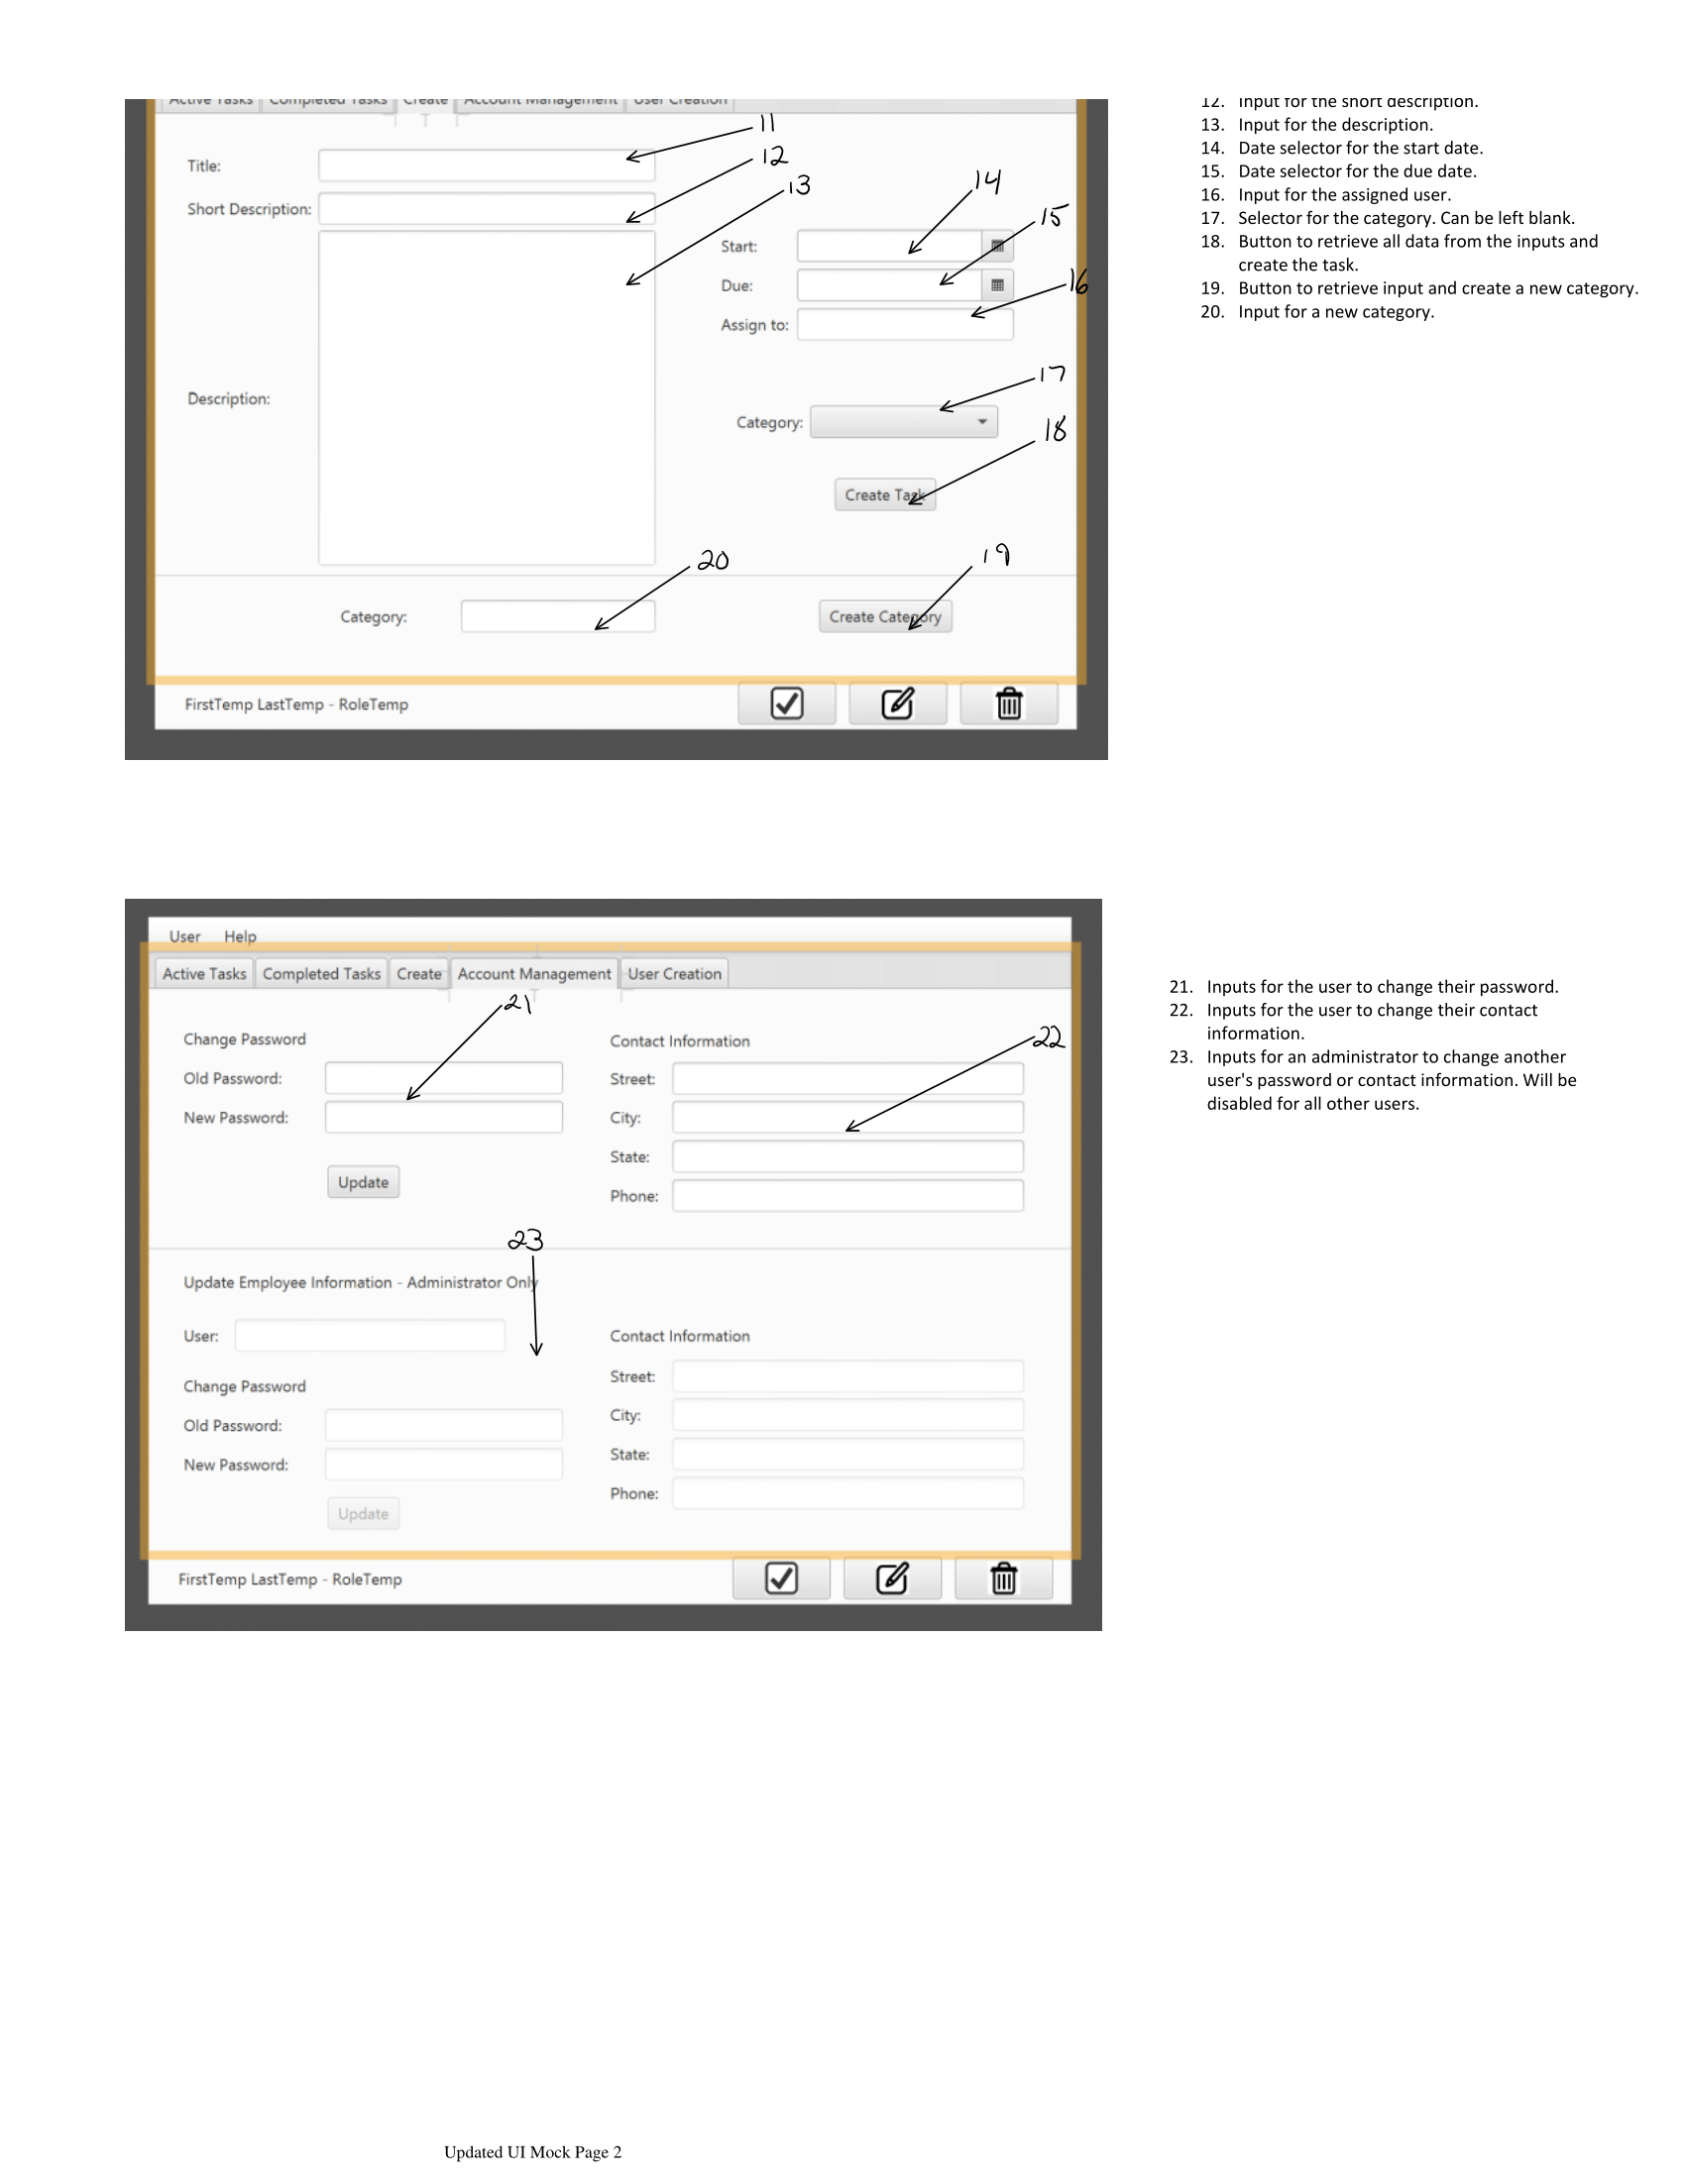 Active Tasks Completed Tasks Create Account Management User Creation
12. Input for the short description.
13. Input for the description.
14. Date selector for the start date.
15. Date selector for the due date.
16. Input for the assigned user.
17. Selector for the category. Can be left blank.
18. Button to retrieve all data from the inputs and
create the task.
19. Button to retrieve input and create a new category.
20. Input for a new category.
11
Title:
12
13
14
Short Description:
15
Start:
Due:
16
Assign to:
17
Description:
Category:
18
Create Task
20
19
Category:
Create Category
FirstTemp LastTemp - RoleTemp
User Help
Active Tasks Completed Tasks Create Account Management User Creation
21
22
Change Password
Old Password:
New Password:
Update
Contact Information
Street:
City:
State:
Phone:
23
Update Employee Information - Administrator Only
User:
Change Password
Old Password:
New Password:
Update
Contact Information
Street:
City:
State:
Phone:
FirstTemp LastTemp - RoleTemp
21. Inputs for the user to change their password.
22. Inputs for the user to change their contact
information.
23. Inputs for an administrator to change another
user's password or contact information. Will be
disabled for all other users.
Updated UI Mock Page 2